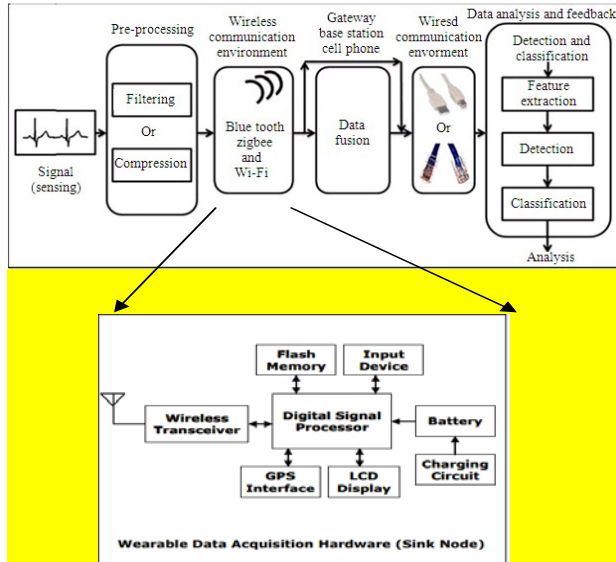 Pre-processing
Filtering
Or
Compression
Signal
(sensing)
Wireless
communication
environment
Blue tooth
zigbee
and
Wi-Fi
Gateway
base station
cell phone
Data
fusion
Wiresd
communication
envorment
Or
Data analysis and feedback
Detection and
classification
Feature
extraction
Detection
Classification
Analysis
Flash
Memory
Input
Device
Wireless
Transceiver
Digital Signal
Processor
Battery
GPS
Interface
LCD
Display
Charging
Circuit
Wearable Data Acquisition Hardware (Sink Node)